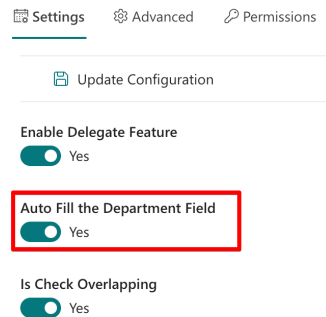 Settings Advanced Permissions
Update Configuration
Enable Delegate Feature
Yes
Auto Fill the Department Field
Yes
Is Check Overlapping
Yes